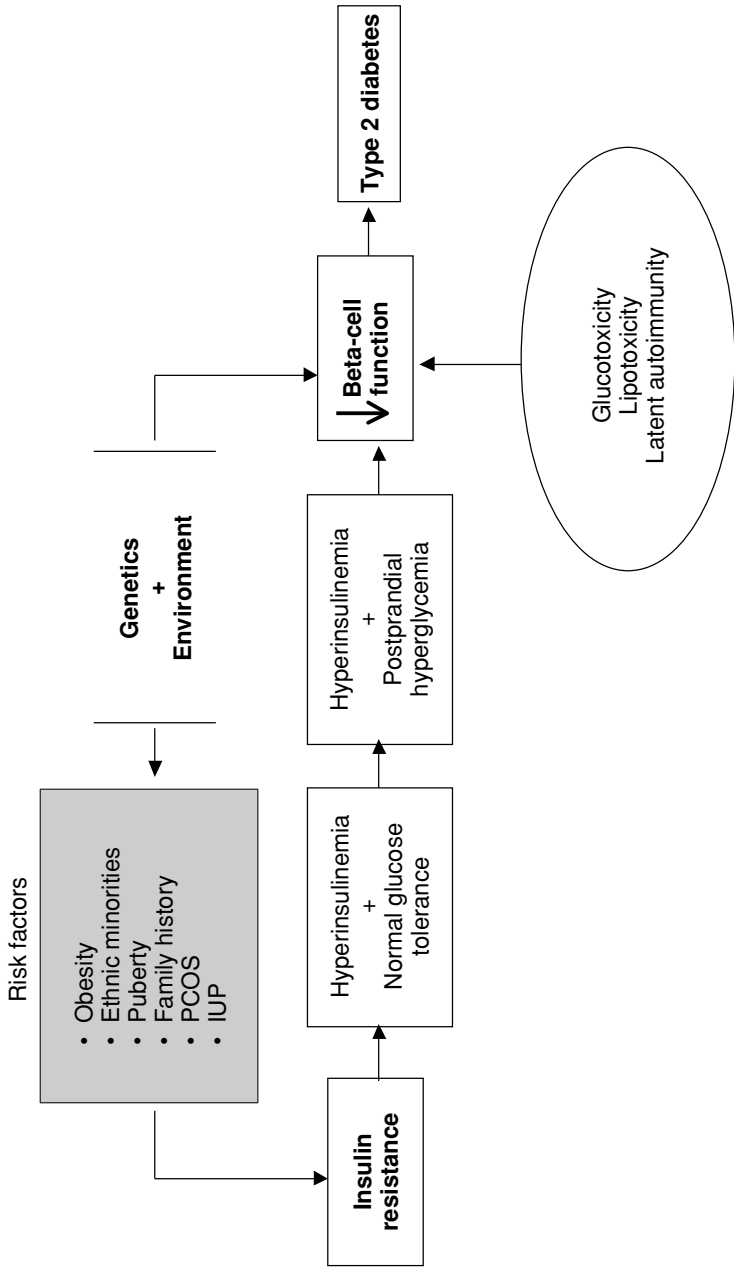 Risk factors
• Obesity
• Ethnic minorities
• Puberty
• Family history
• PCOS
• IUP
Genetics
+
Environment
Insulin
resistance
Hyperinsulinemia
+
Normal glucose
tolerance
Hyperinsulinemia
+
Postprandial
hyperglycemia
↓ Beta-cell
function
Type 2 diabetes
Glucotoxicity
Lipotoxicity
Latent autoimmunity